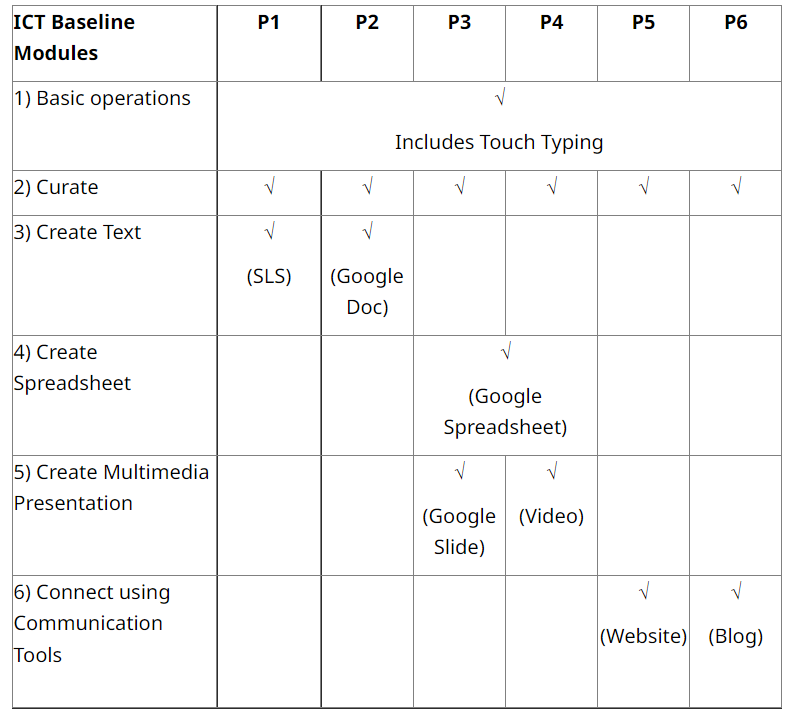 ICT Baseline P1 P2 P3 P4 P5 P6
Modules
1) Basic operations √
Includes Touch Typing
2) Curate √ √ √ √ √ √
3) Create Text √ √
(SLS) (Google
Doc)
4) Create √
Spreadsheet
(Google
Spreadsheet)
5) Create Multimedia √ √
Presentation
(Google (Video)
Slide)
6) Connect using √ √
Communication
(Website) (Blog)
Tools